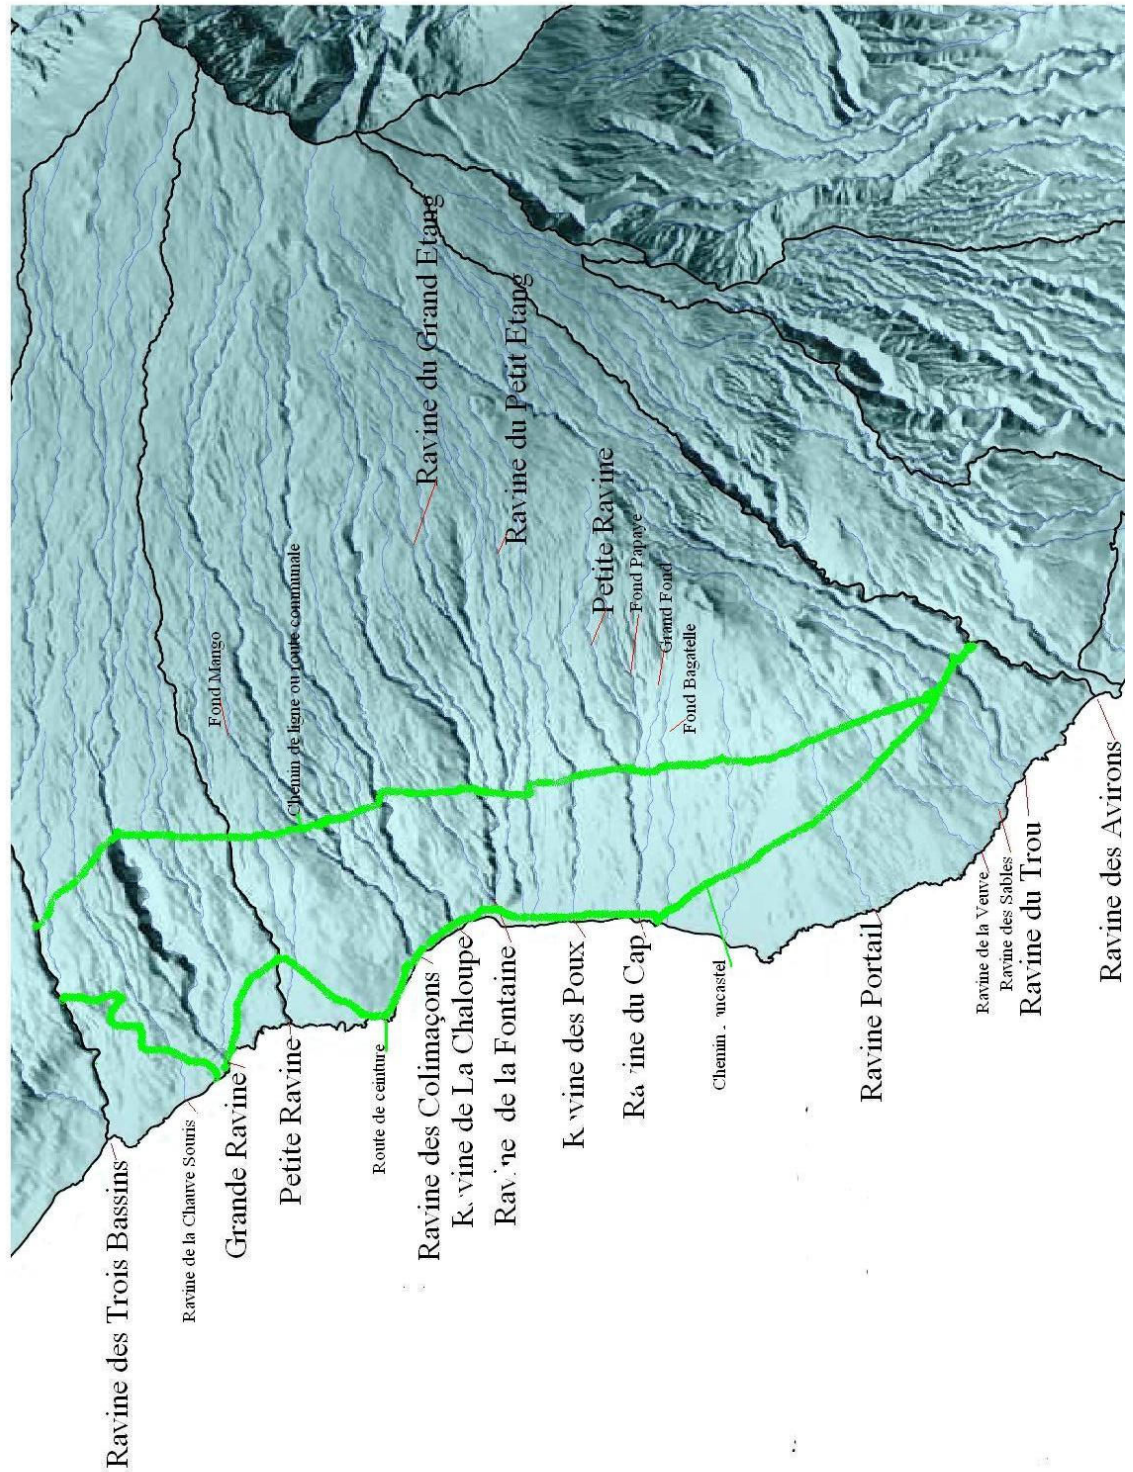 Ravine des Trois Bassins
Ravine de la Chauve Souris
Grande Ravine
Petite Ravine
Route de ceinture
Ravine des Colimaçons
Ravine de La Chaloupe
Ravine de la Fontaine
Ravine des Poux
Ravine du Cap
Chemin
Ravine Portail
Ravine de la Veuve
Ravine des Sables
Ravine du Trou
Ravine des Avirons
Fond Mango
Chemin de ligne ou route communale
Ravine du Grand Etang
Ravine du Petit Etang
Petite Ravine
Fond Papaye
Grand Fond
Fond Bagatelle